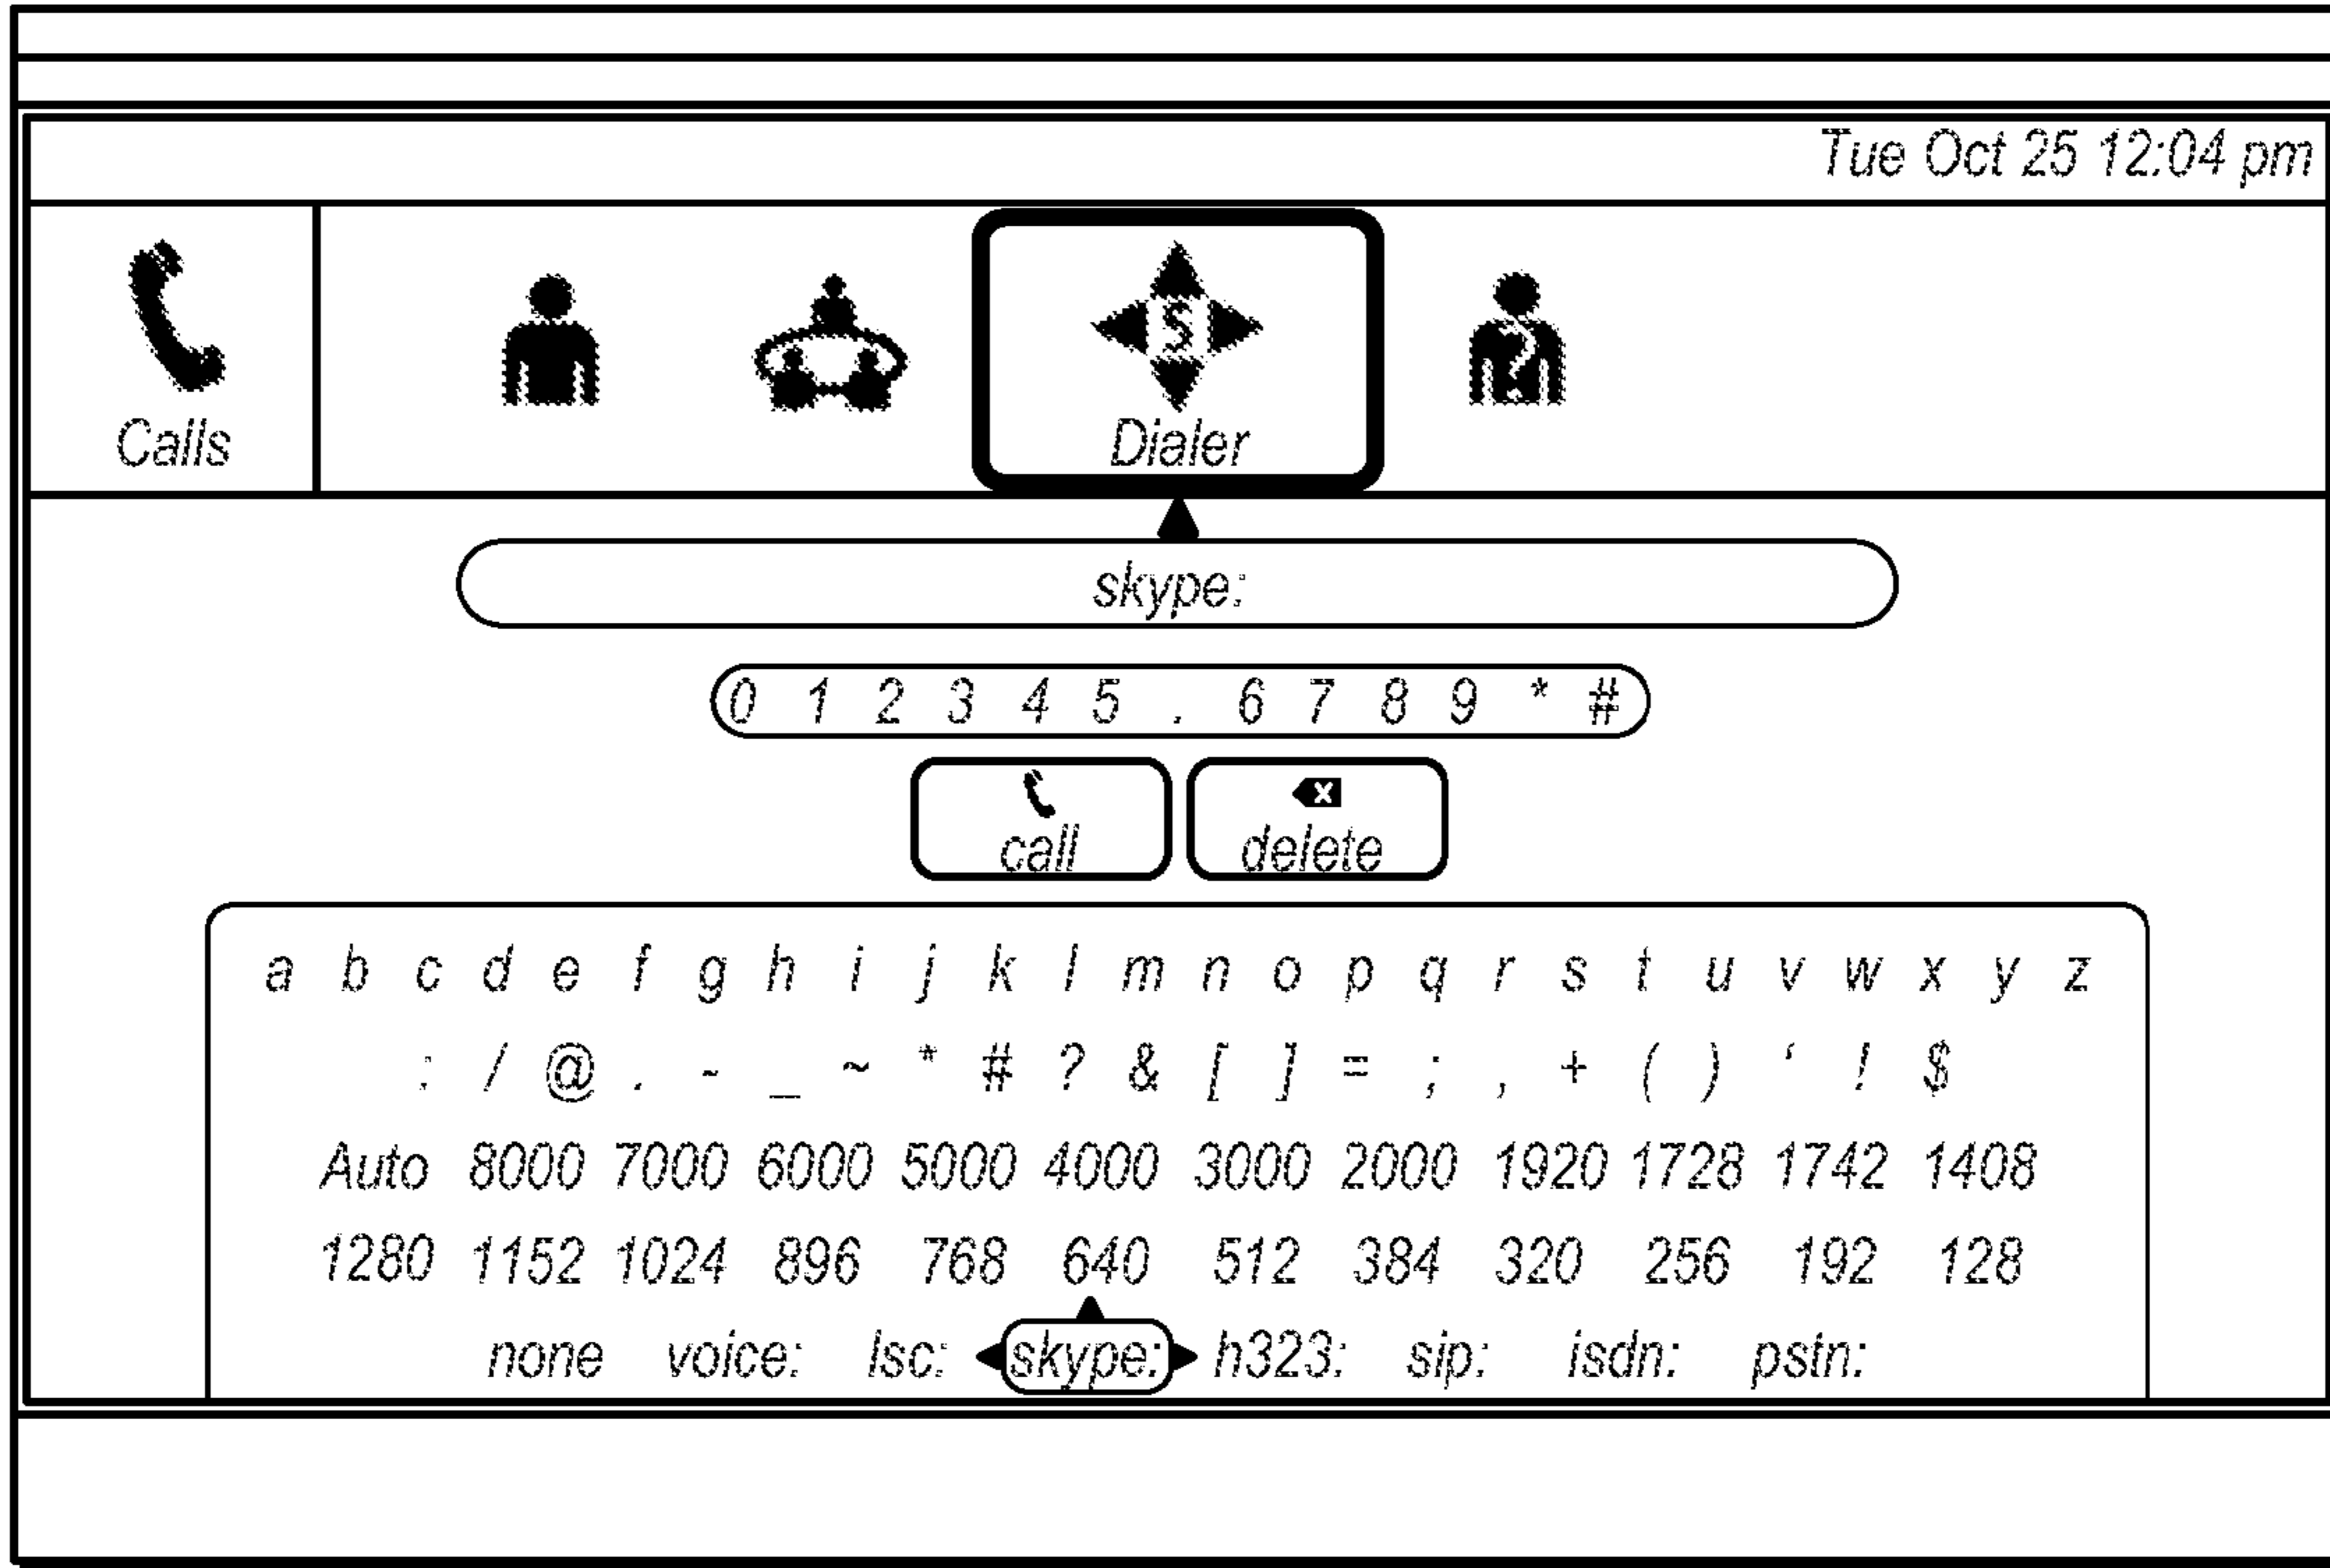 Tue Oct 25 12:04 pm
S
Calls
Dialer
skype:
0 1 2 3 4 5 . 6 7 8 9 * #
call delete
a b c d e f g h i j k l m n o p q r s t u v w x y z
: / @ . - _ ~ * # ? & [ ] = ; , + ( ) ‘ ! $
Auto 8000 7000 6000 5000 4000 3000 2000 1920 1728 1742 1408
1280 1152 1024 896 768 640 512 384 320 256 192 128
none voice: lsc: skype: h323: sip: isdn: pstn: